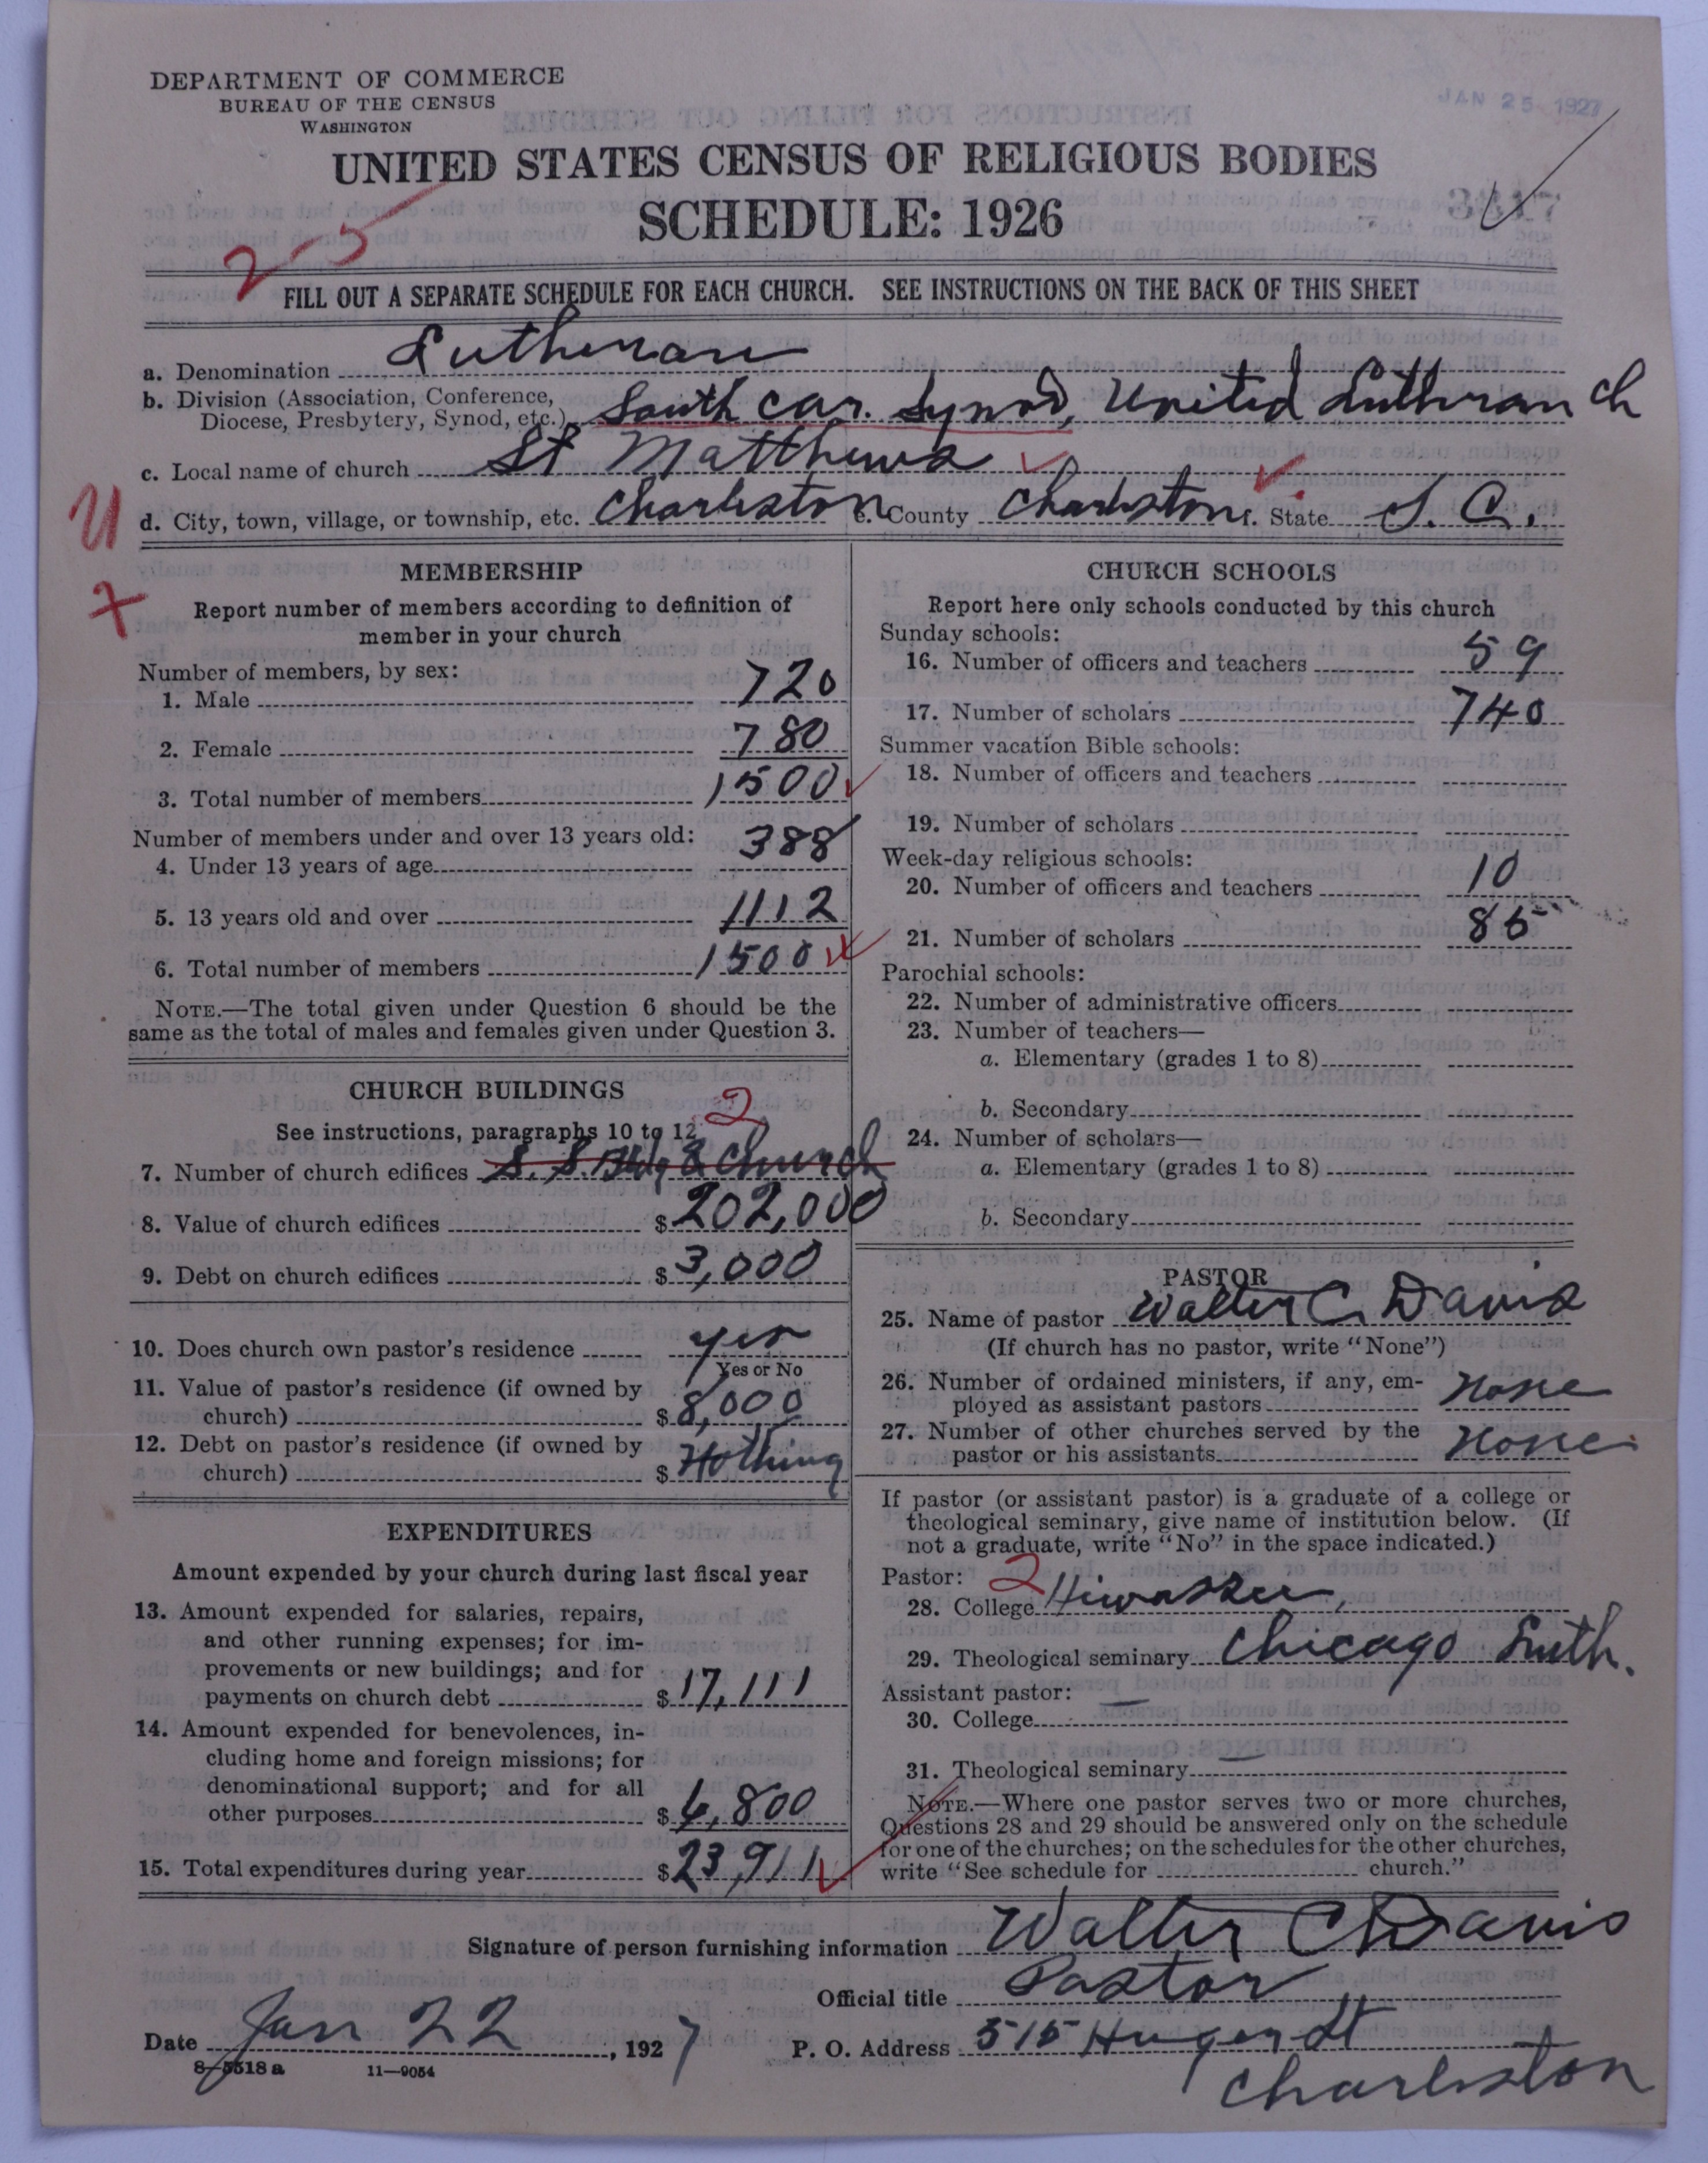 DEPARTMENT OF COMMERCE
BUREAU OF THE CENSUS
WASHINGTON
JAN 25 1927
UNITED STATES CENSUS OF RELIGIOUS BODIES
SCHEDULE: 1926
2-5
FILL OUT A SEPARATE SCHEDULE FOR EACH CHURCH. SEE INSTRUCTIONS ON THE BACK OF THIS SHEET
a. Denomination Lutheran
b. Division (Association, Conference,
Diocese, Presbytery, Synod, etc.) South Car. Synod, United Luthran Ch
c. Local name of church St Matthews
d. City, town, village, or township, etc. Charleston e. County Charleston f. State S. C.
U
X
MEMBERSHIP
Report number of members according to definition of
member in your church
Number of members, by sex:
1. Male 720
2. Female 780
3. Total number of members 1500
Number of members under and over 13 years old:
4. Under 13 years of age 388
5. 13 years old and over 1112
6. Total number of members 1500
NOTE.—The total given under Question 6 should be the
same as the total of males and females given under Question 3.
CHURCH BUILDINGS
See instructions, paragraphs 10 to 12
2
7. Number of church edifices S. S. Bldg & Church
8. Value of church edifices $ 202,000
9. Debt on church edifices $ 3,000
10. Does church own pastor's residence yes
Yes or No
11. Value of pastor's residence (if owned by
church) $ 8,000
12. Debt on pastor's residence (if owned by
church) $ Nothing
EXPENDITURES
Amount expended by your church during last fiscal year
13. Amount expended for salaries, repairs,
and other running expenses; for im-
provements or new buildings; and for
payments on church debt $ 17,111
14. Amount expended for benevolences, in-
cluding home and foreign missions; for
denominational support; and for all
other purposes $ 6,800
15. Total expenditures during year $ 23,911
CHURCH SCHOOLS
Report here only schools conducted by this church
Sunday schools:
16. Number of officers and teachers 59
17. Number of scholars 740
Summer vacation Bible schools:
18. Number of officers and teachers
19. Number of scholars
Week-day religious schools:
20. Number of officers and teachers 10
21. Number of scholars 85
Parochial schools:
22. Number of administrative officers
23. Number of teachers—
a. Elementary (grades 1 to 8)
b. Secondary
24. Number of scholars—
a. Elementary (grades 1 to 8)
b. Secondary
PASTOR
25. Name of pastor Walter C. Davis
(If church has no pastor, write "None")
26. Number of ordained ministers, if any, em-
ployed as assistant pastors None
27. Number of other churches served by the
pastor or his assistants None
If pastor (or assistant pastor) is a graduate of a college or
theological seminary, give name of institution below. (If
not a graduate, write "No" in the space indicated.)
Pastor: 2
28. College Hiwassee,
29. Theological seminary Chicago Luth.
Assistant pastor: —
30. College
31. Theological seminary —
NOTE.—Where one pastor serves two or more churches,
Questions 28 and 29 should be answered only on the schedule
for one of the churches; on the schedules for the other churches,
write "See schedule for church."
Signature of person furnishing information Walter C Davis
Official title Pastor
Date Jan 22, 1927
P. O. Address 515 Huger St
Charleston
8—5518 a 11—9054